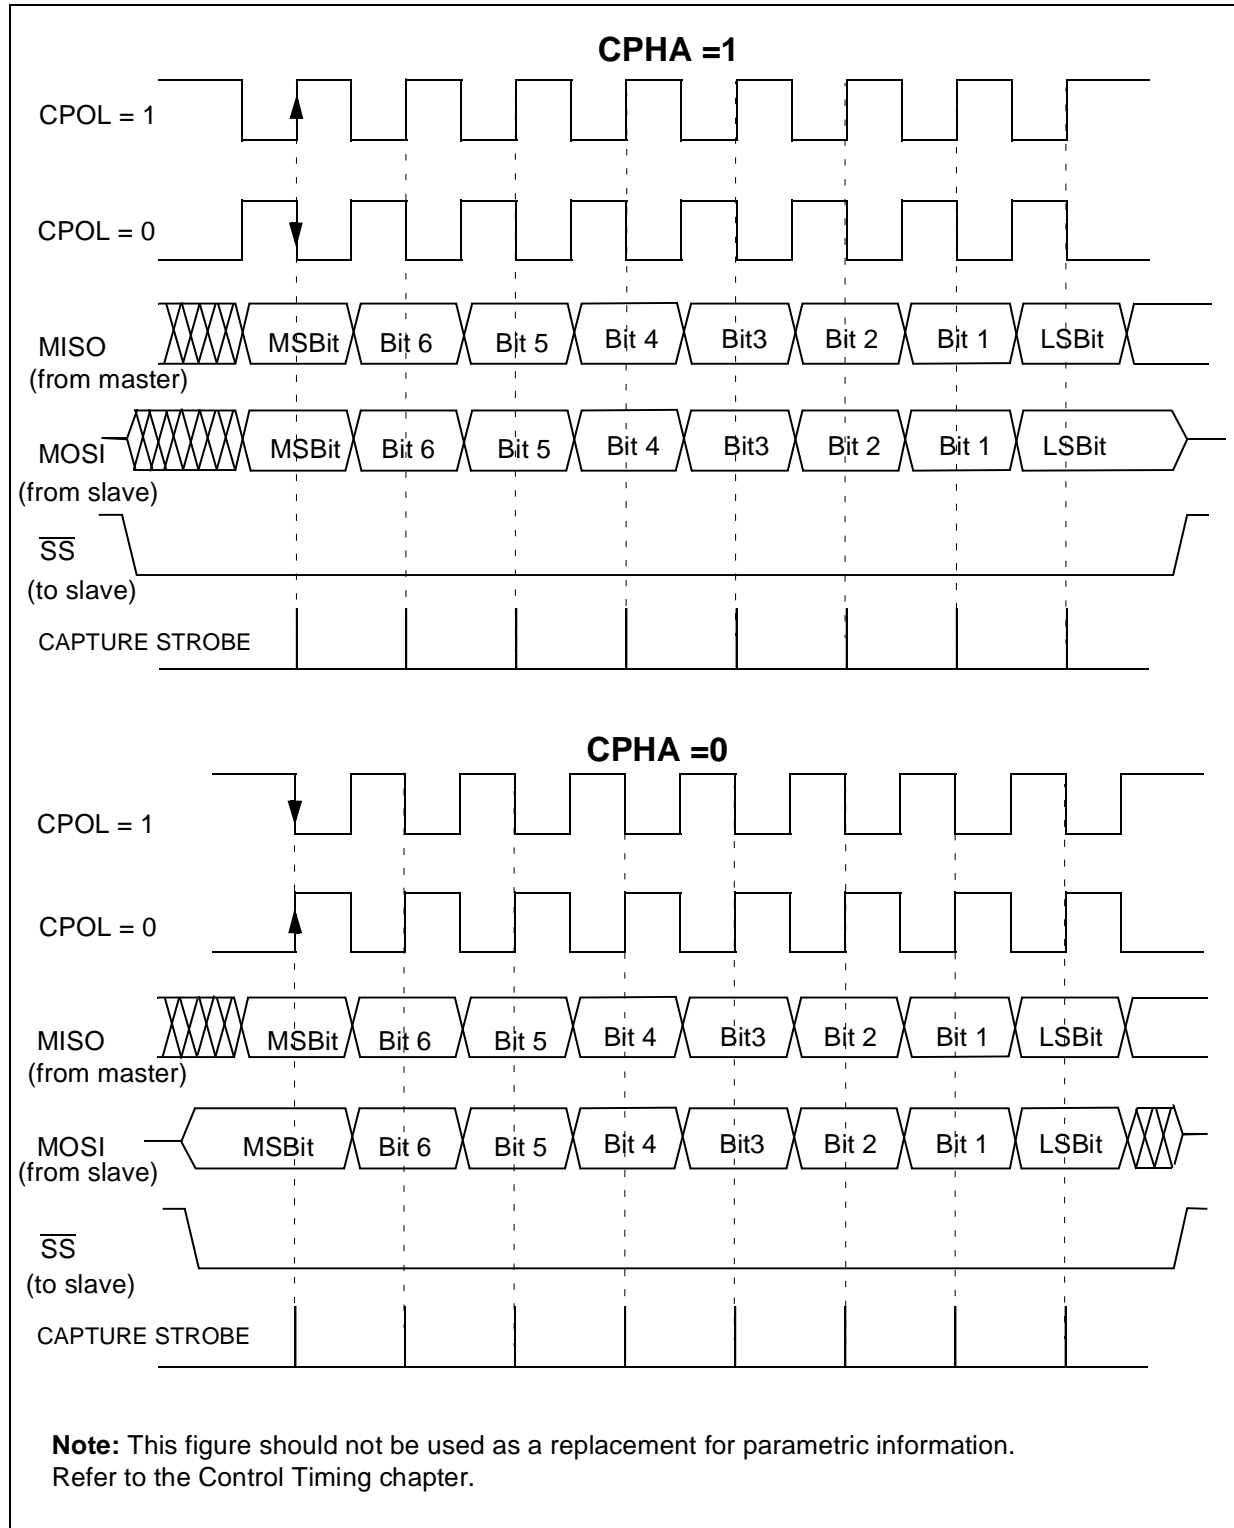 CPHA =1
CPOL = 1
CPOL = 0
MISO
(from master)
MSBit Bit 6 Bit 5 Bit 4 Bit3 Bit 2 Bit 1 LSBit
MOSI
(from slave)
MSBit Bit 6 Bit 5 Bit 4 Bit3 Bit 2 Bit 1 LSBit
SS
(to slave)
CAPTURE STROBE
CPHA =0
CPOL = 1
CPOL = 0
MISO
(from master)
MSBit Bit 6 Bit 5 Bit 4 Bit3 Bit 2 Bit 1 LSBit
MOSI
(from slave)
MSBit Bit 6 Bit 5 Bit 4 Bit3 Bit 2 Bit 1 LSBit
SS
(to slave)
CAPTURE STROBE
Note: This figure should not be used as a replacement for parametric information.
Refer to the Control Timing chapter.